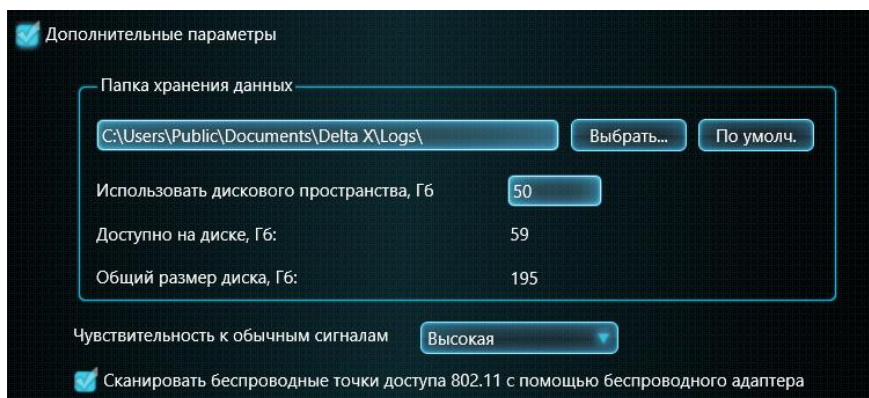 Дополнительные параметры
Папка хранения данных
C:\Users\Public\Documents\Delta X\Logs\ Выбрать... По умолч.
Использовать дискового пространства, Гб 50
Доступно на диске, Гб: 59
Общий размер диска, Гб: 195
Чувствительность к обычным сигналам Высокая
Сканировать беспроводные точки доступа 802.11 с помощью беспроводного адаптера